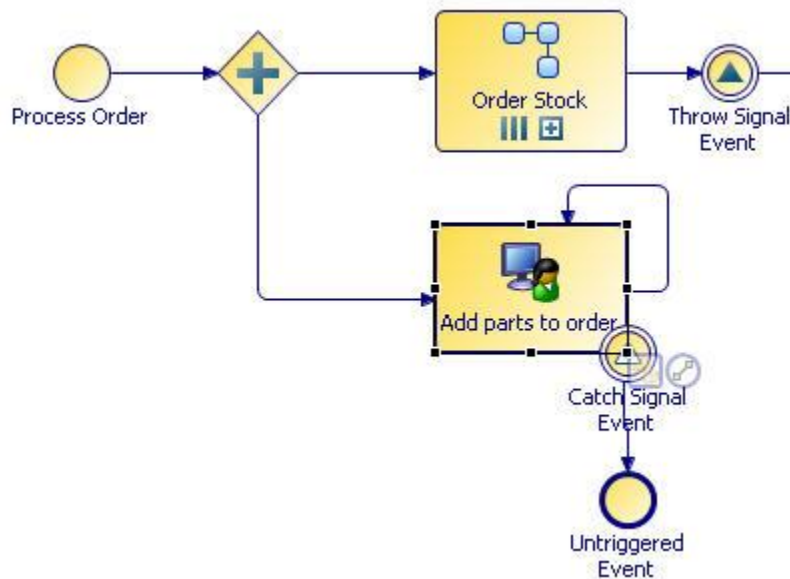 Process Order
Order Stock
Throw Signal
Event
Add parts to order
Catch Signal
Event
Untriggered
Event